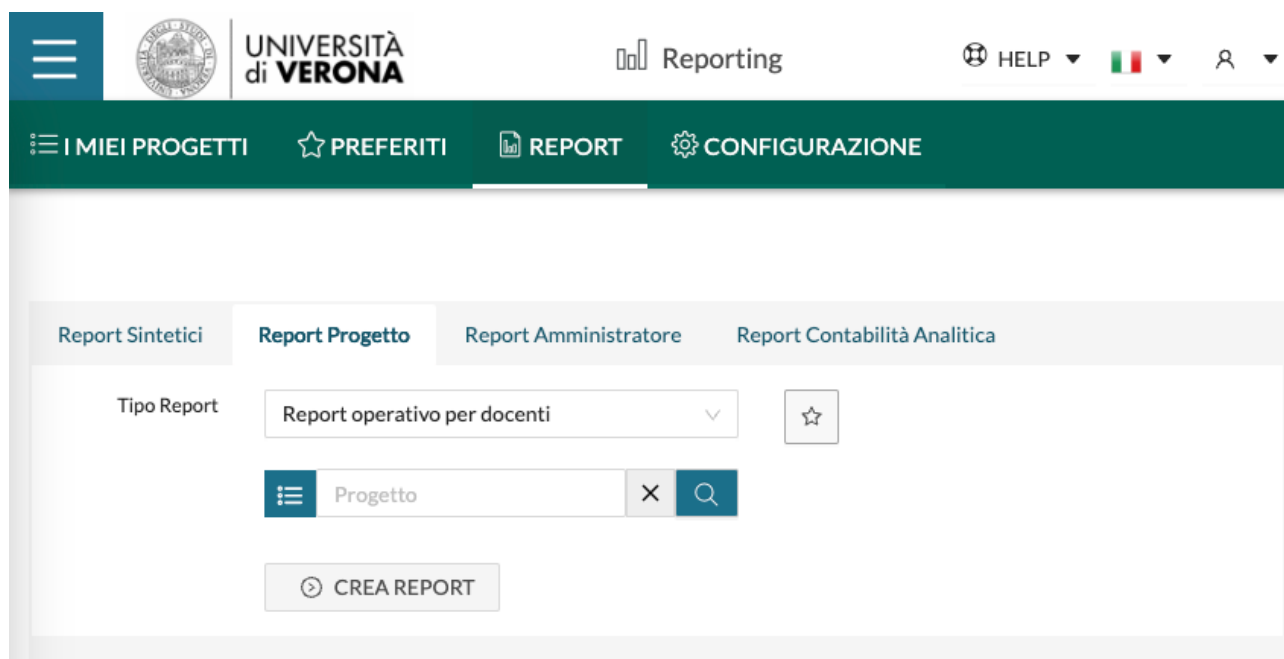 UNIVERSITÀ
di VERONA
Reporting
HELP
I MIEI PROGETTI
PREFERITI
REPORT
CONFIGURAZIONE
Report Sintetici
Report Progetto
Report Amministratore
Report Contabilità Analitica
Tipo Report
Report operativo per docenti
Progetto
CREA REPORT